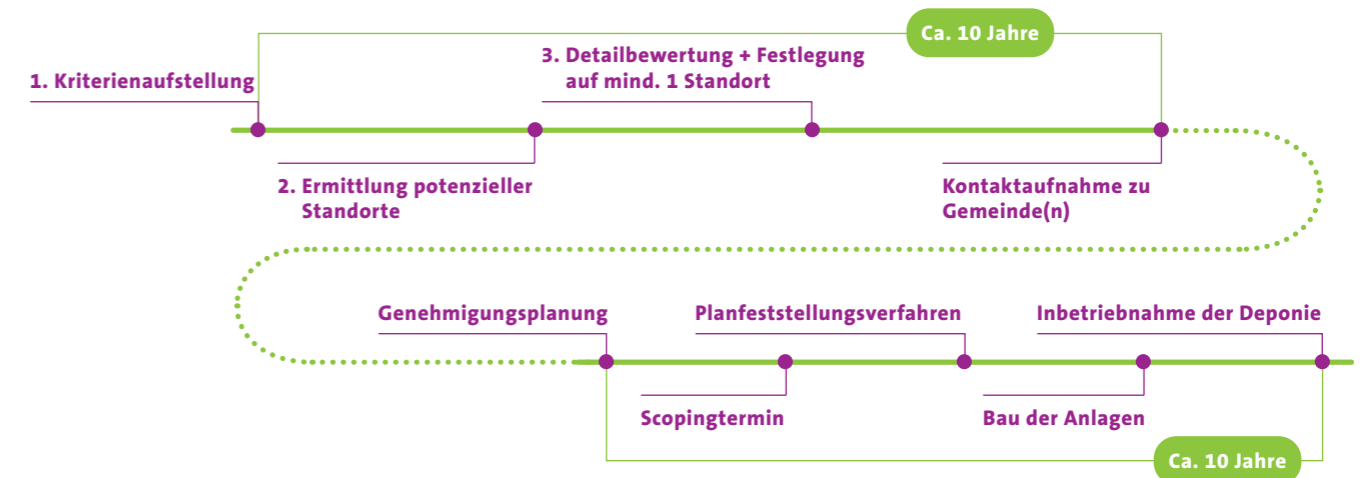 Ca. 10 Jahre
1. Kriterienaufstellung
3. Detailbewertung + Festlegung
auf mind. 1 Standort
2. Ermittlung potenzieller
Standorte
Kontaktaufnahme zu
Gemeinde(n)
Genehmigungsplanung
Planfeststellungsverfahren
Inbetriebnahme der Deponie
Scopingtermin
Bau der Anlagen
Ca. 10 Jahre